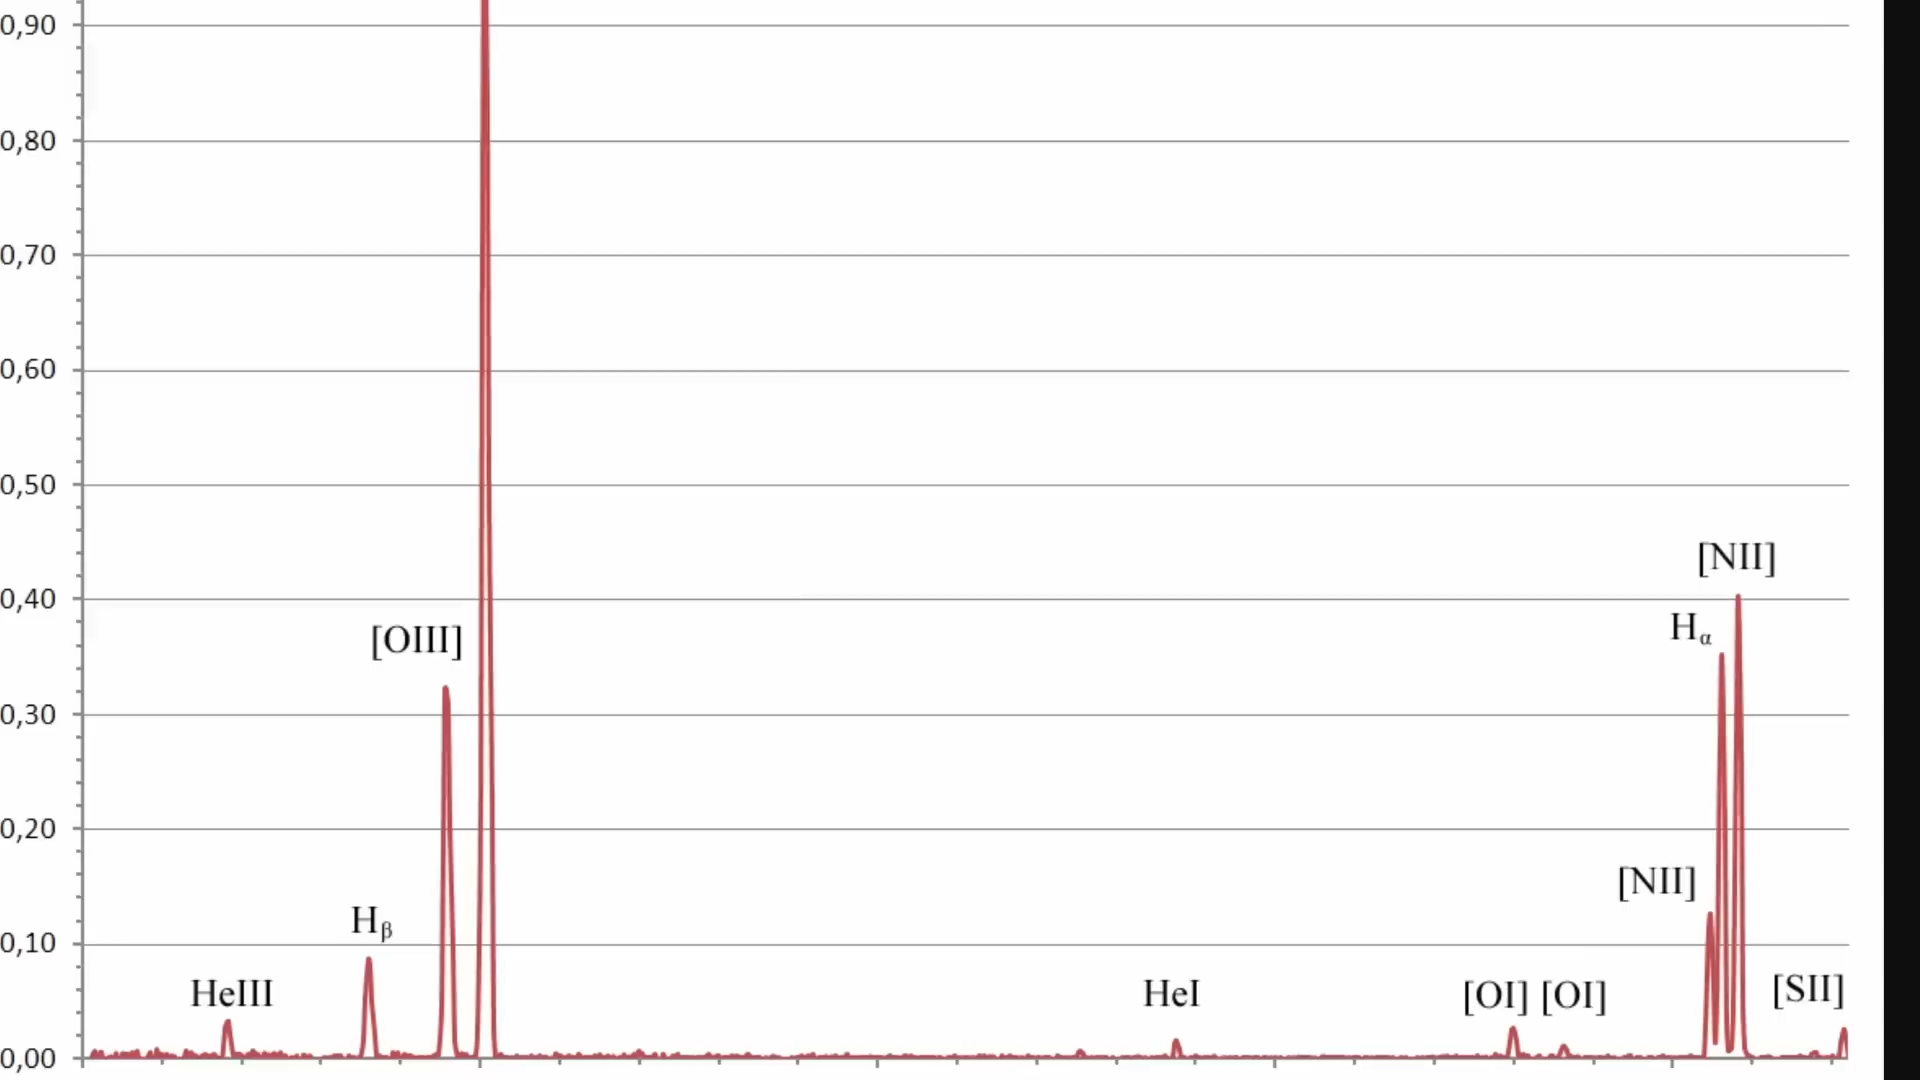 0,90
0,80
0,70
0,60
0,50
[NII]
0,40
Hα
[OIII]
0,30
0,20
[NII]
Hβ
0,10
HeIII
HeI
[OI] [OI]
[SII]
0,00